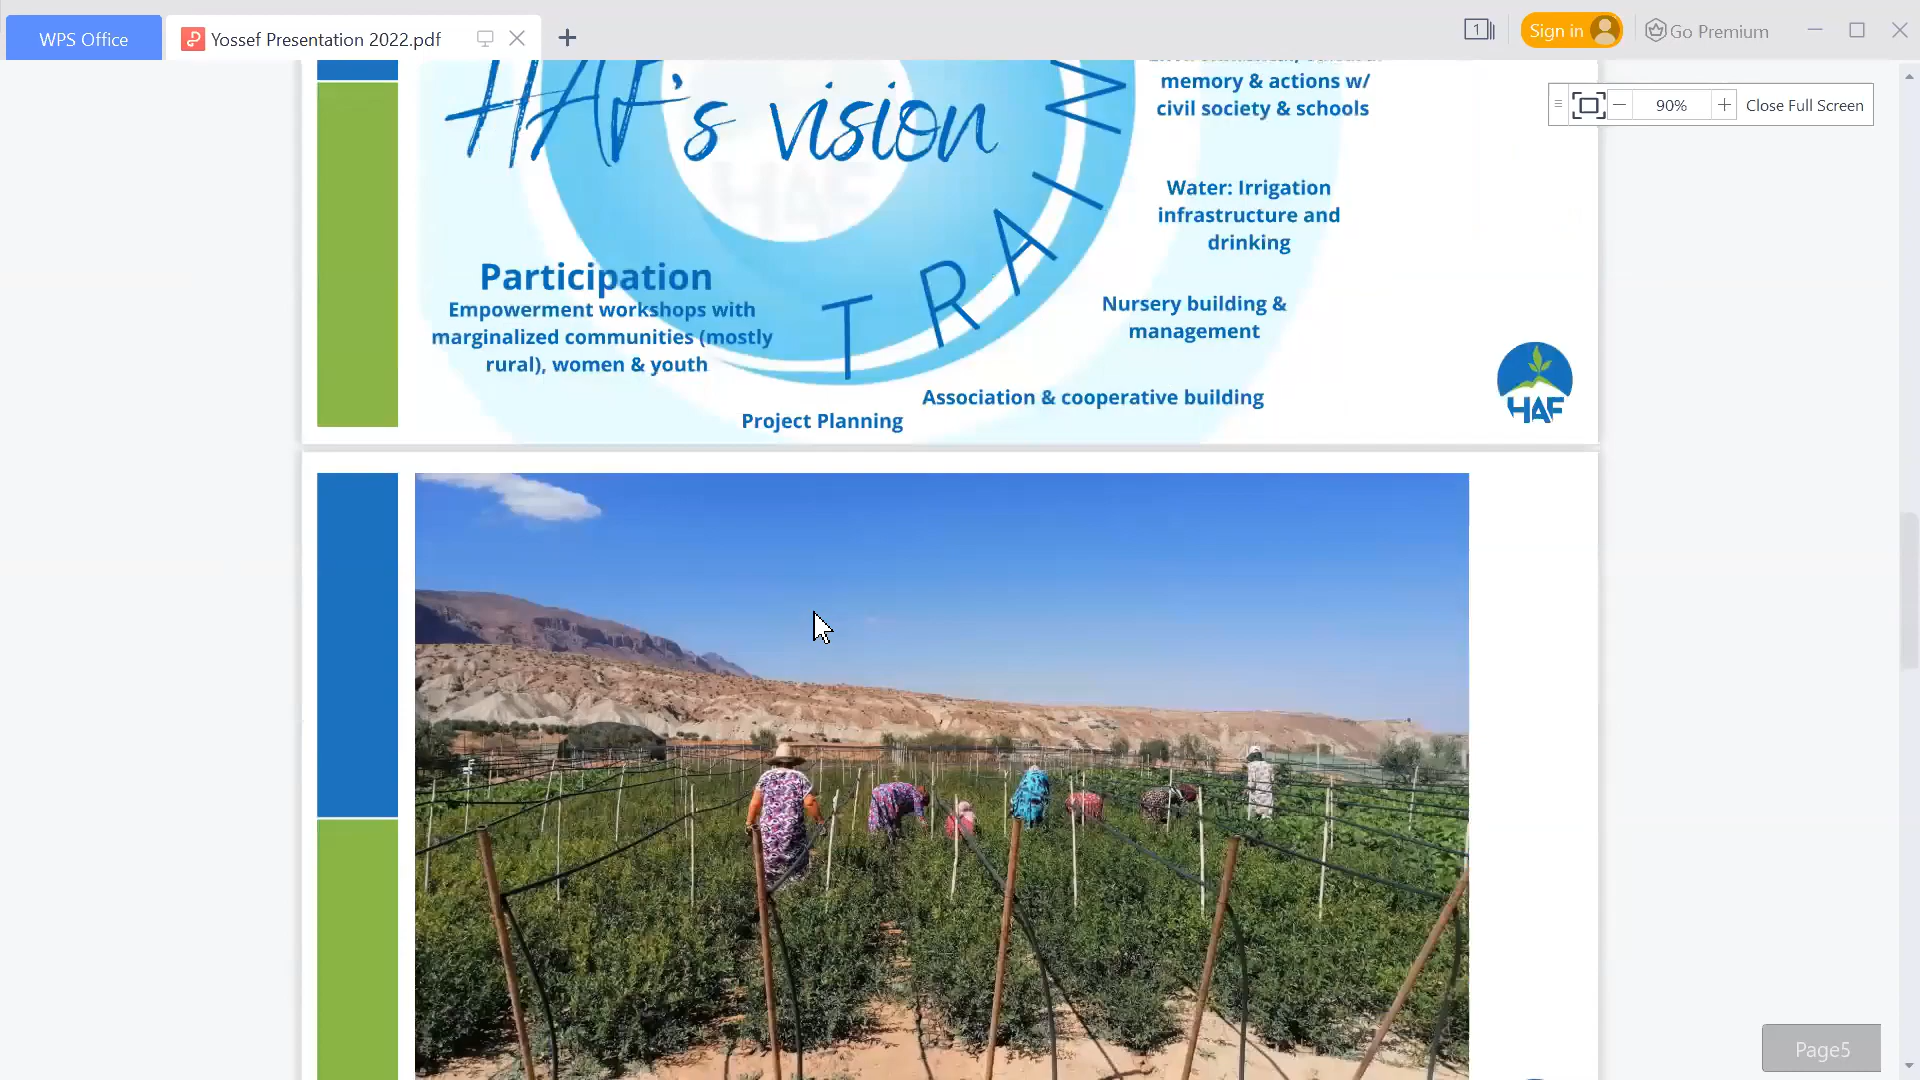 WPS Office
Yossef Presentation 2022.pdf
1
Sign in
Go Premium
90%
Close Full Screen
HAF's vision
memory & actions w/
civil society & schools
Water: Irrigation
infrastructure and
drinking
Participation
Empowerment workshops with
marginalized communities (mostly
rural), women & youth
TRAIN
Nursery building &
management
Association & cooperative building
Project Planning
HAF
Page5